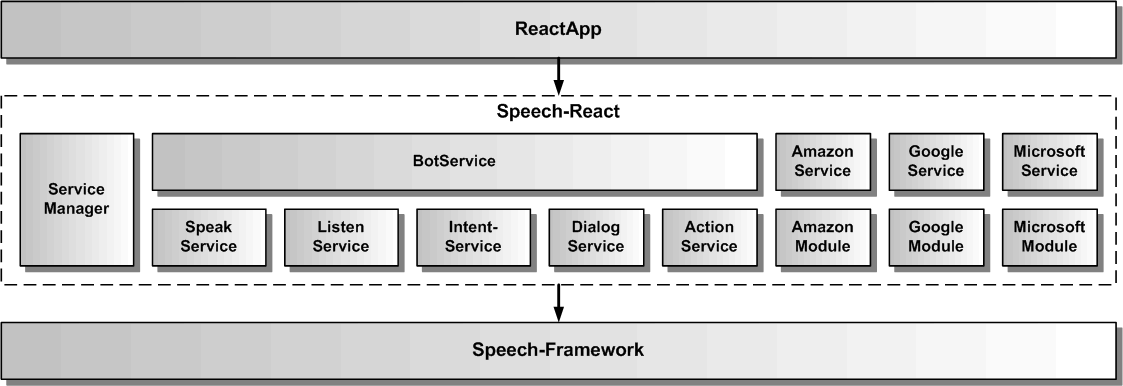 ReactApp
Speech-React
Service
Manager
BotService
Amazon
Service
Google
Service
Microsoft
Service
Speak
Service
Listen
Service
Intent-
Service
Dialog
Service
Action
Service
Amazon
Module
Google
Module
Microsoft
Module
Speech-Framework